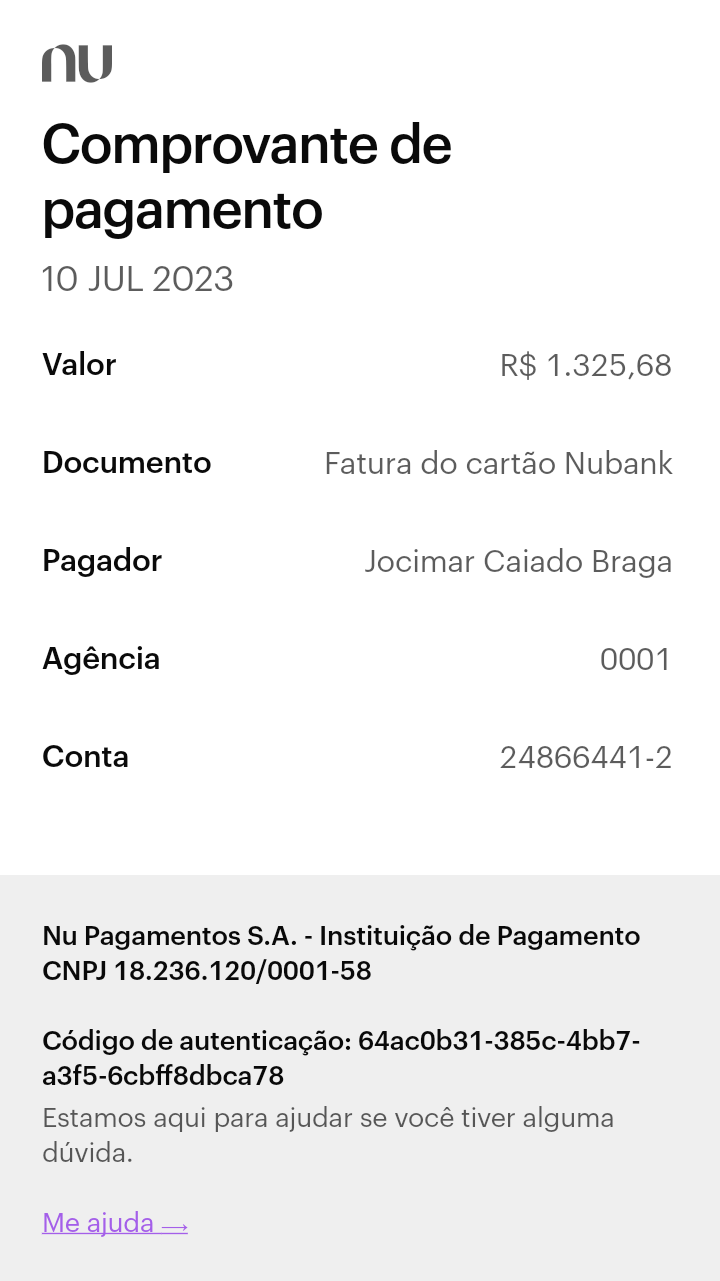 nu
Comprovante de
pagamento
10 JUL 2023
Valor R$ 1.325,68
Documento Fatura do cartão Nubank
Pagador Jocimar Caiado Braga
Agência 0001
Conta 24866441-2
Nu Pagamentos S.A. - Instituição de Pagamento
CNPJ 18.236.120/0001-58
Código de autenticação: 64ac0b31-385c-4bb7-
a3f5-6cbff8dbca78
Estamos aqui para ajudar se você tiver alguma
dúvida.
Me ajuda →